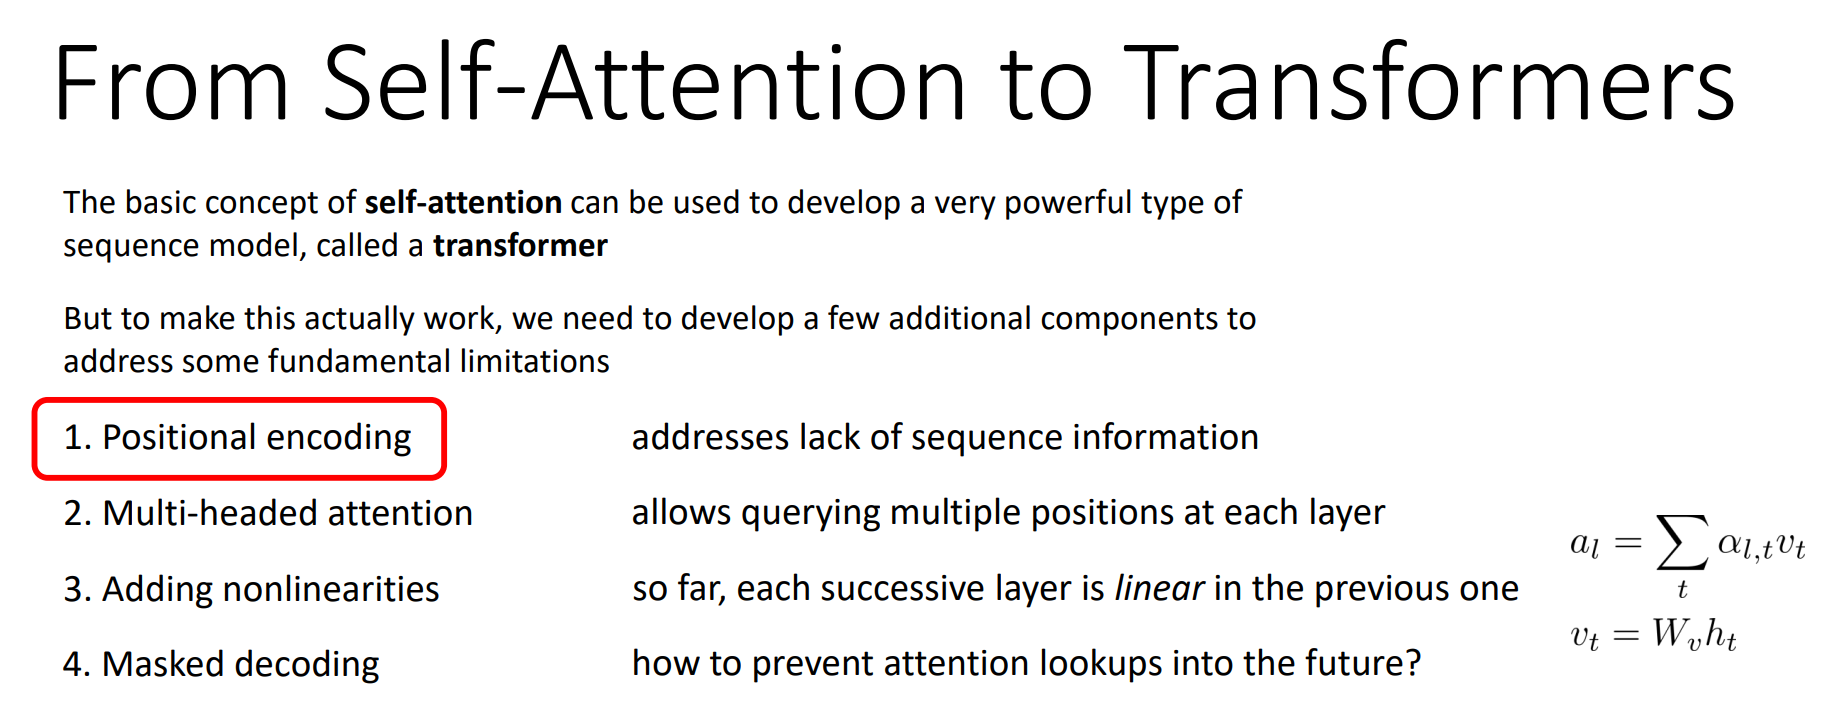 From Self-Attention to Transformers
The basic concept of self-attention can be used to develop a very powerful type of
sequence model, called a transformer
But to make this actually work, we need to develop a few additional components to
address some fundamental limitations
1. Positional encoding addresses lack of sequence information
2. Multi-headed attention allows querying multiple positions at each layer
3. Adding nonlinearities so far, each successive layer is linear in the previous one
4. Masked decoding how to prevent attention lookups into the future?
a_l = ∑_t α_{l,t} v_t
v_t = W_v h_t